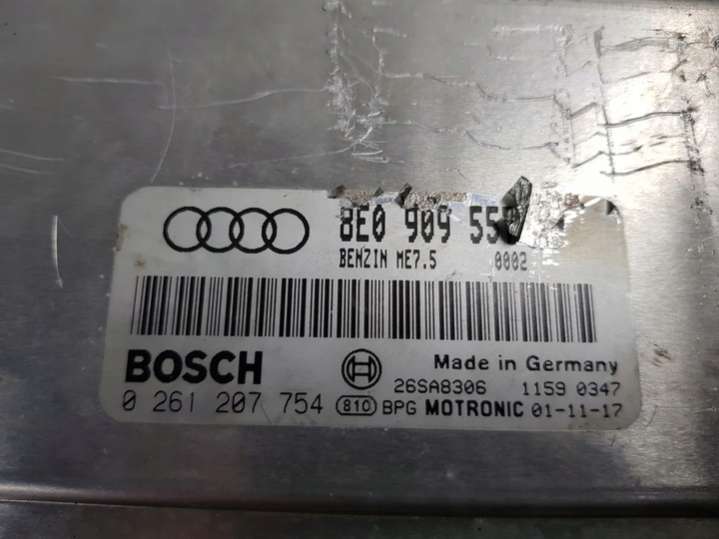 8E0 909 55
BENZIN ME7.5 0002
BOSCH
Made in Germany
26SA8306 1159 0347
0 261 207 754 810 BPG MOTRONIC 01-11-17